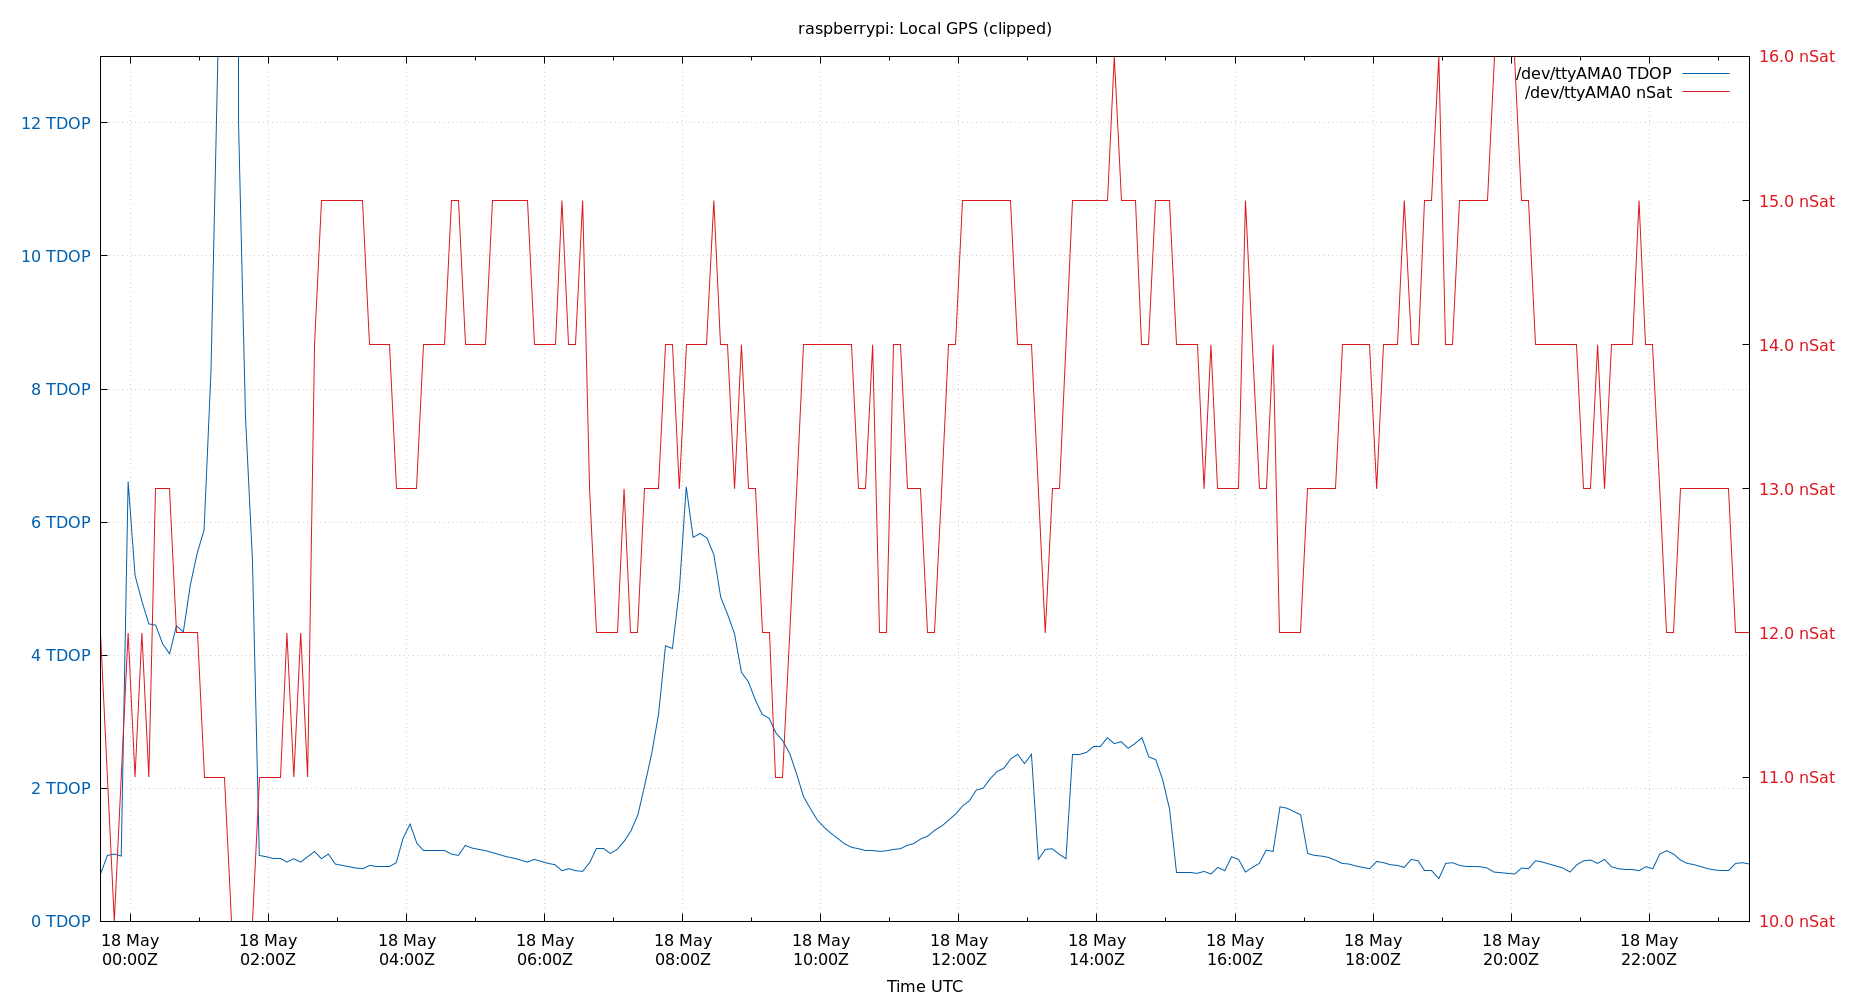 raspberrypi: Local GPS (clipped)
16.0 nSat
/dev/ttyAMA0 TDOP
/dev/ttyAMA0 nSat
12 TDOP
15.0 nSat
10 TDOP
14.0 nSat
8 TDOP
13.0 nSat
6 TDOP
12.0 nSat
4 TDOP
11.0 nSat
2 TDOP
0 TDOP
10.0 nSat
18 May 18 May 18 May 18 May 18 May 18 May 18 May 18 May 18 May 18 May 18 May 18 May
00:00Z 02:00Z 04:00Z 06:00Z 08:00Z 10:00Z 12:00Z 14:00Z 16:00Z 18:00Z 20:00Z 22:00Z
Time UTC